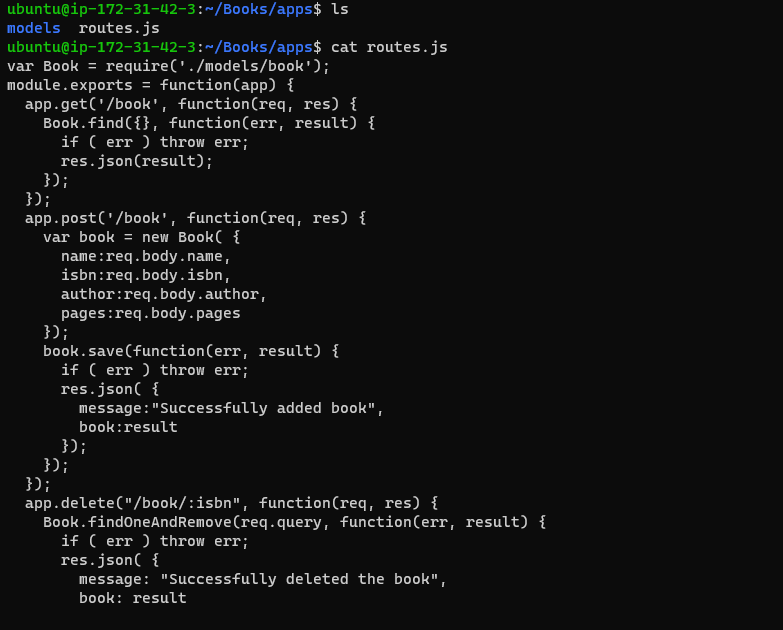 ubuntu@ip-172-31-42-3:~/Books/apps$ ls
models  routes.js
ubuntu@ip-172-31-42-3:~/Books/apps$ cat routes.js
var Book = require('./models/book');
module.exports = function(app) {
  app.get('/book', function(req, res) {
    Book.find({}, function(err, result) {
      if ( err ) throw err;
      res.json(result);
    });
  });
  app.post('/book', function(req, res) {
    var book = new Book( {
      name:req.body.name,
      isbn:req.body.isbn,
      author:req.body.author,
      pages:req.body.pages
    });
    book.save(function(err, result) {
      if ( err ) throw err;
      res.json( {
        message:"Successfully added book",
        book:result
      });
    });
  });
  app.delete("/book/:isbn", function(req, res) {
    Book.findOneAndRemove(req.query, function(err, result) {
      if ( err ) throw err;
      res.json( {
        message: "Successfully deleted the book",
        book: result